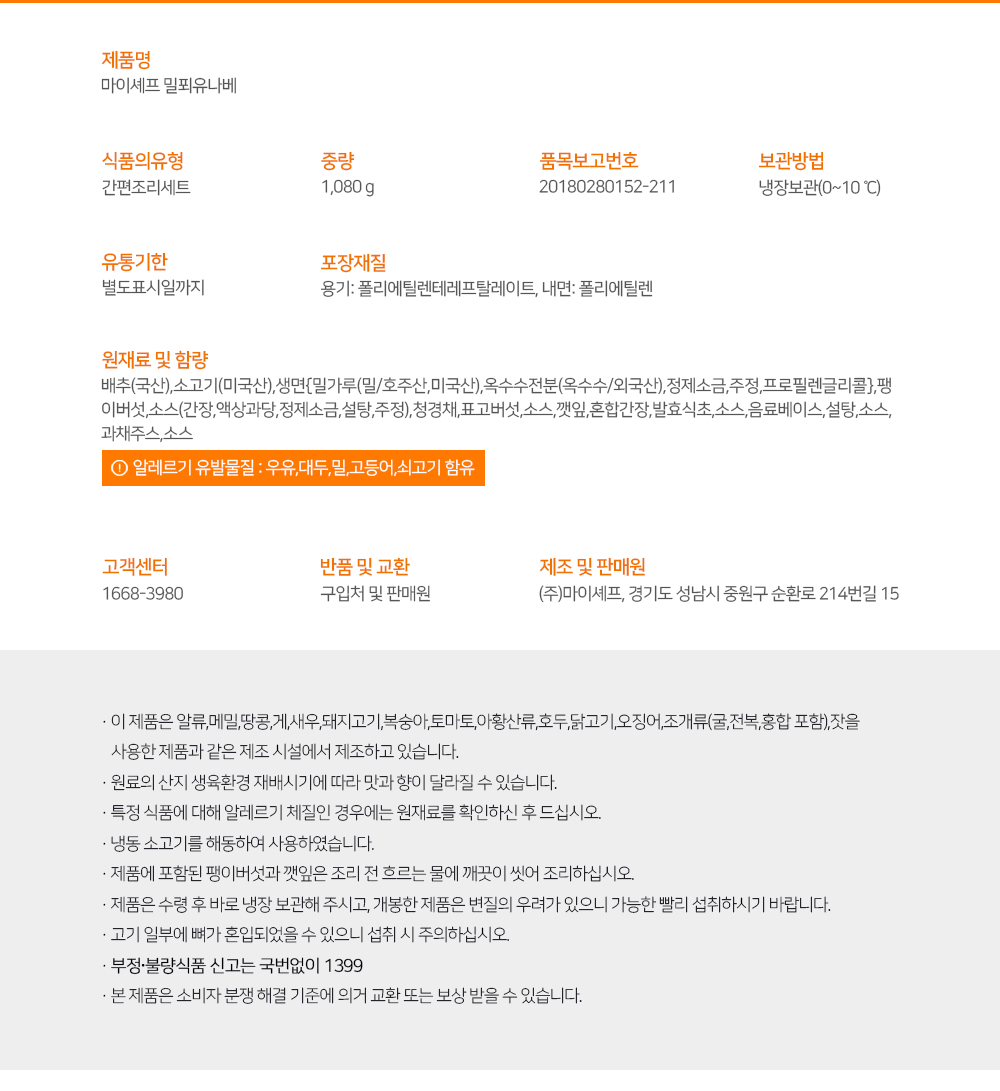 제품명
마이셰프 밀푀유나베
식품의유형
간편조리세트
중량
1,080 g
품목보고번호
20180280152-211
보관방법
냉장보관(0~10 ℃)
유통기한
별도표시일까지
포장재질
용기: 폴리에틸렌테레프탈레이트, 내면: 폴리에틸렌
원재료 및 함량
배추(국산),소고기(미국산),생면{밀가루(밀/호주산,미국산),옥수수전분(옥수수/외국산),정제소금,주정,프로필렌글리콜},팽
이버섯,소스(간장,액상과당,정제소금,설탕,주정),청경채,표고버섯,소스,깻잎,혼합간장,발효식초,소스,음료베이스,설탕,소스,
과채주스,소스
알레르기 유발물질 : 우유,대두,밀,고등어,쇠고기 함유
고객센터
1668-3980
반품 및 교환
구입처 및 판매원
제조 및 판매원
(주)마이셰프, 경기도 성남시 중원구 순환로 214번길 15
· 이 제품은 알류,메밀,땅콩,게,새우,돼지고기,복숭아,토마토,아황산류,호두,닭고기,오징어,조개류(굴,전복,홍합 포함),잣을
사용한 제품과 같은 제조 시설에서 제조하고 있습니다.
· 원료의 산지 생육환경 재배시기에 따라 맛과 향이 달라질 수 있습니다.
· 특정 식품에 대해 알레르기 체질인 경우에는 원재료를 확인하신 후 드십시오.
· 냉동 소고기를 해동하여 사용하였습니다.
· 제품에 포함된 팽이버섯과 깻잎은 조리 전 흐르는 물에 깨끗이 씻어 조리하십시오.
· 제품은 수령 후 바로 냉장 보관해 주시고, 개봉한 제품은 변질의 우려가 있으니 가능한 빨리 섭취하시기 바랍니다.
· 고기 일부에 뼈가 혼입되었을 수 있으니 섭취 시 주의하십시오.
· 부정·불량식품 신고는 국번없이 1399
· 본 제품은 소비자 분쟁 해결 기준에 의거 교환 또는 보상 받을 수 있습니다.